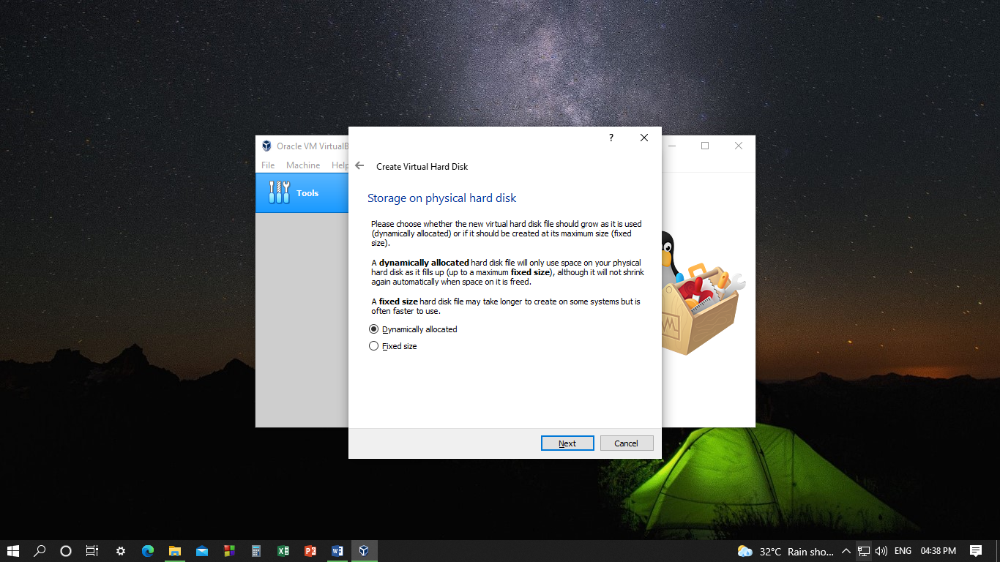 ?
Oracle VM VirtualB
File Machine Help
Create Virtual Hard Disk
Tools
Storage on physical hard disk
Please choose whether the new virtual hard disk file should grow as it is used
(dynamically allocated) or if it should be created at its maximum size (fixed
size).
A dynamically allocated hard disk file will only use space on your physical
hard disk as it fills up (up to a maximum fixed size), although it will not shrink
again automatically when space on it is freed.
A fixed size hard disk file may take longer to create on some systems but is
often faster to use.
Dynamically allocated
Fixed size
Next Cancel
32°C Rain sho... ENG 04:38 PM